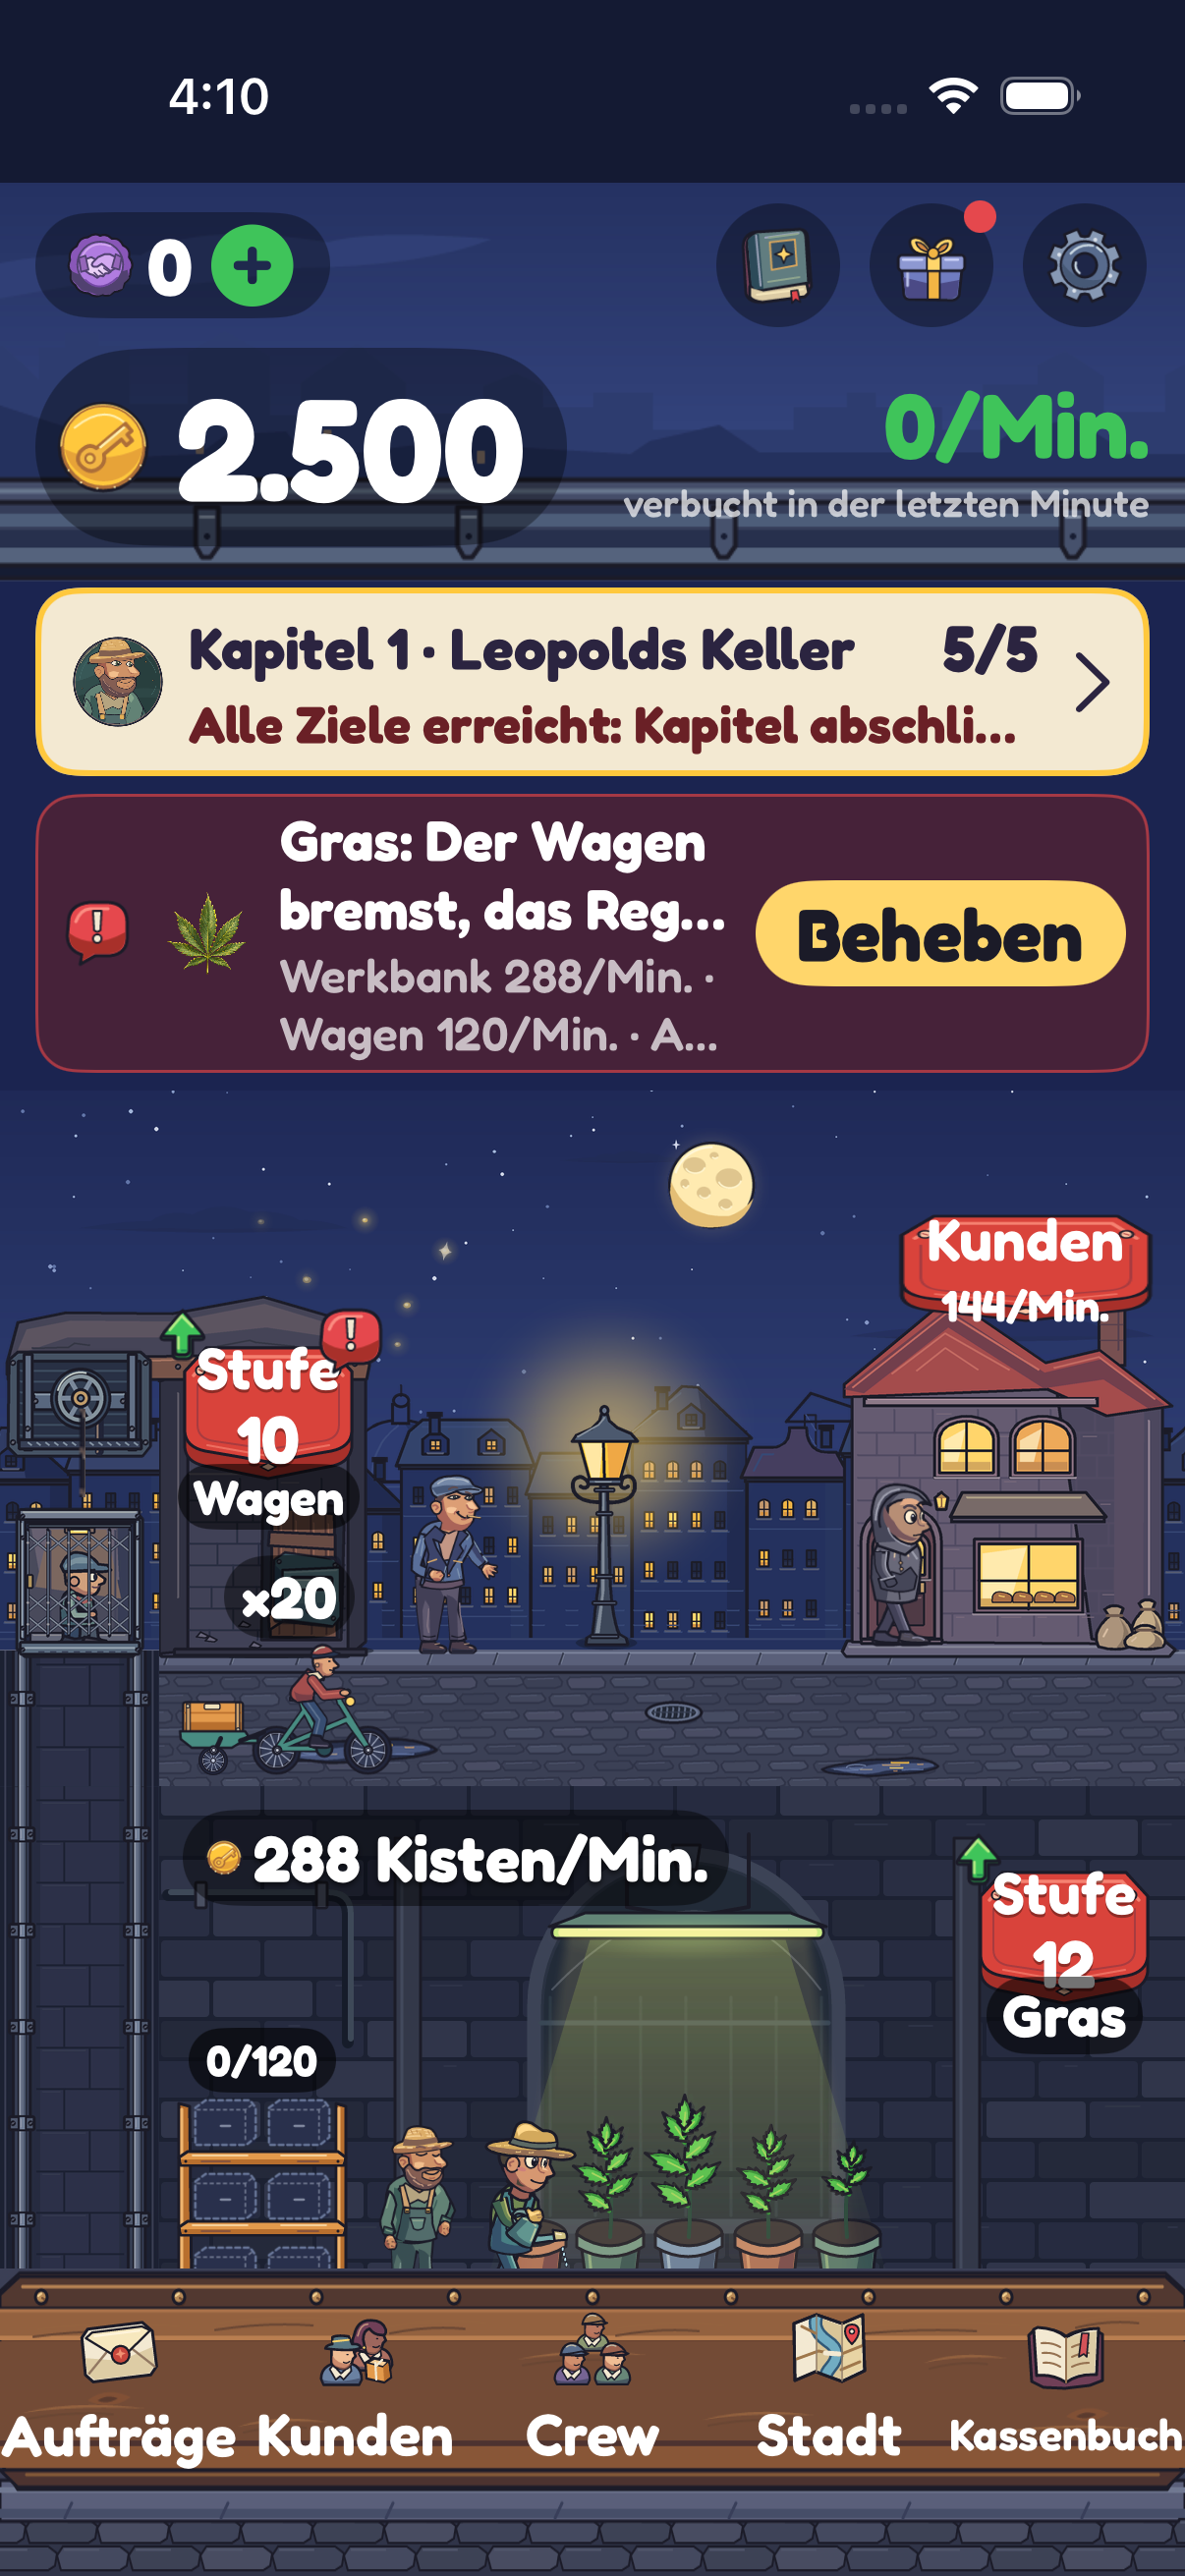 4:10
0
2.500
0/Min.
verbucht in der letzten Minute
Kapitel 1 · Leopolds Keller 5/5
Alle Ziele erreicht: Kapitel abschli...
Gras: Der Wagen
bremst, das Reg...
Werkbank 288/Min. ·
Wagen 120/Min. · A...
Beheben
Kunden
144/Min.
Stufe
10
Wagen
x20
288 Kisten/Min.
Stufe
12
Gras
0/120
Aufträge Kunden Crew Stadt Kassenbuch